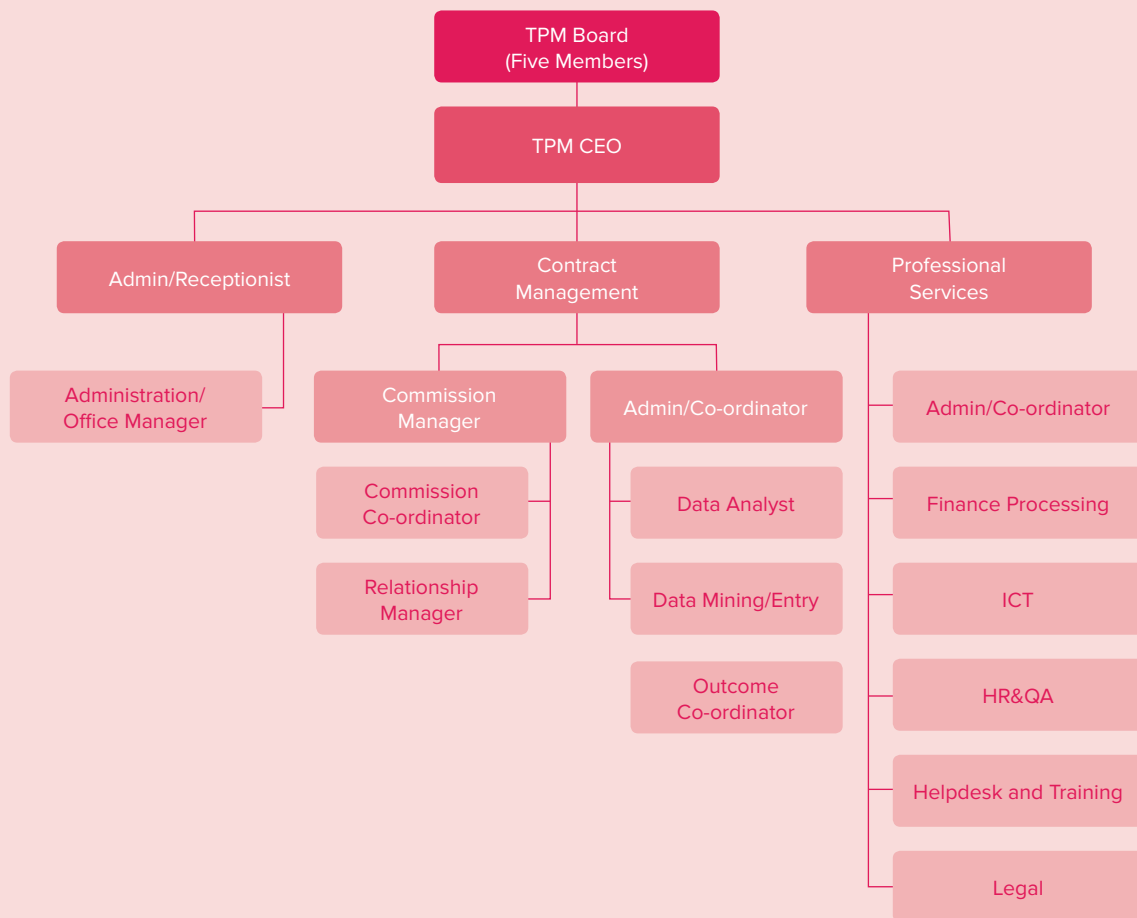 TPM Board
(Five Members)
TPM CEO
Admin/Receptionist
Contract
Management
Professional
Services
Administration/
Office Manager
Commission
Manager
Admin/Co-ordinator
Admin/Co-ordinator
Commission
Co-ordinator
Data Analyst
Finance Processing
Relationship
Manager
Data Mining/Entry
ICT
Outcome
Co-ordinator
HR&QA
Helpdesk and Training
Legal